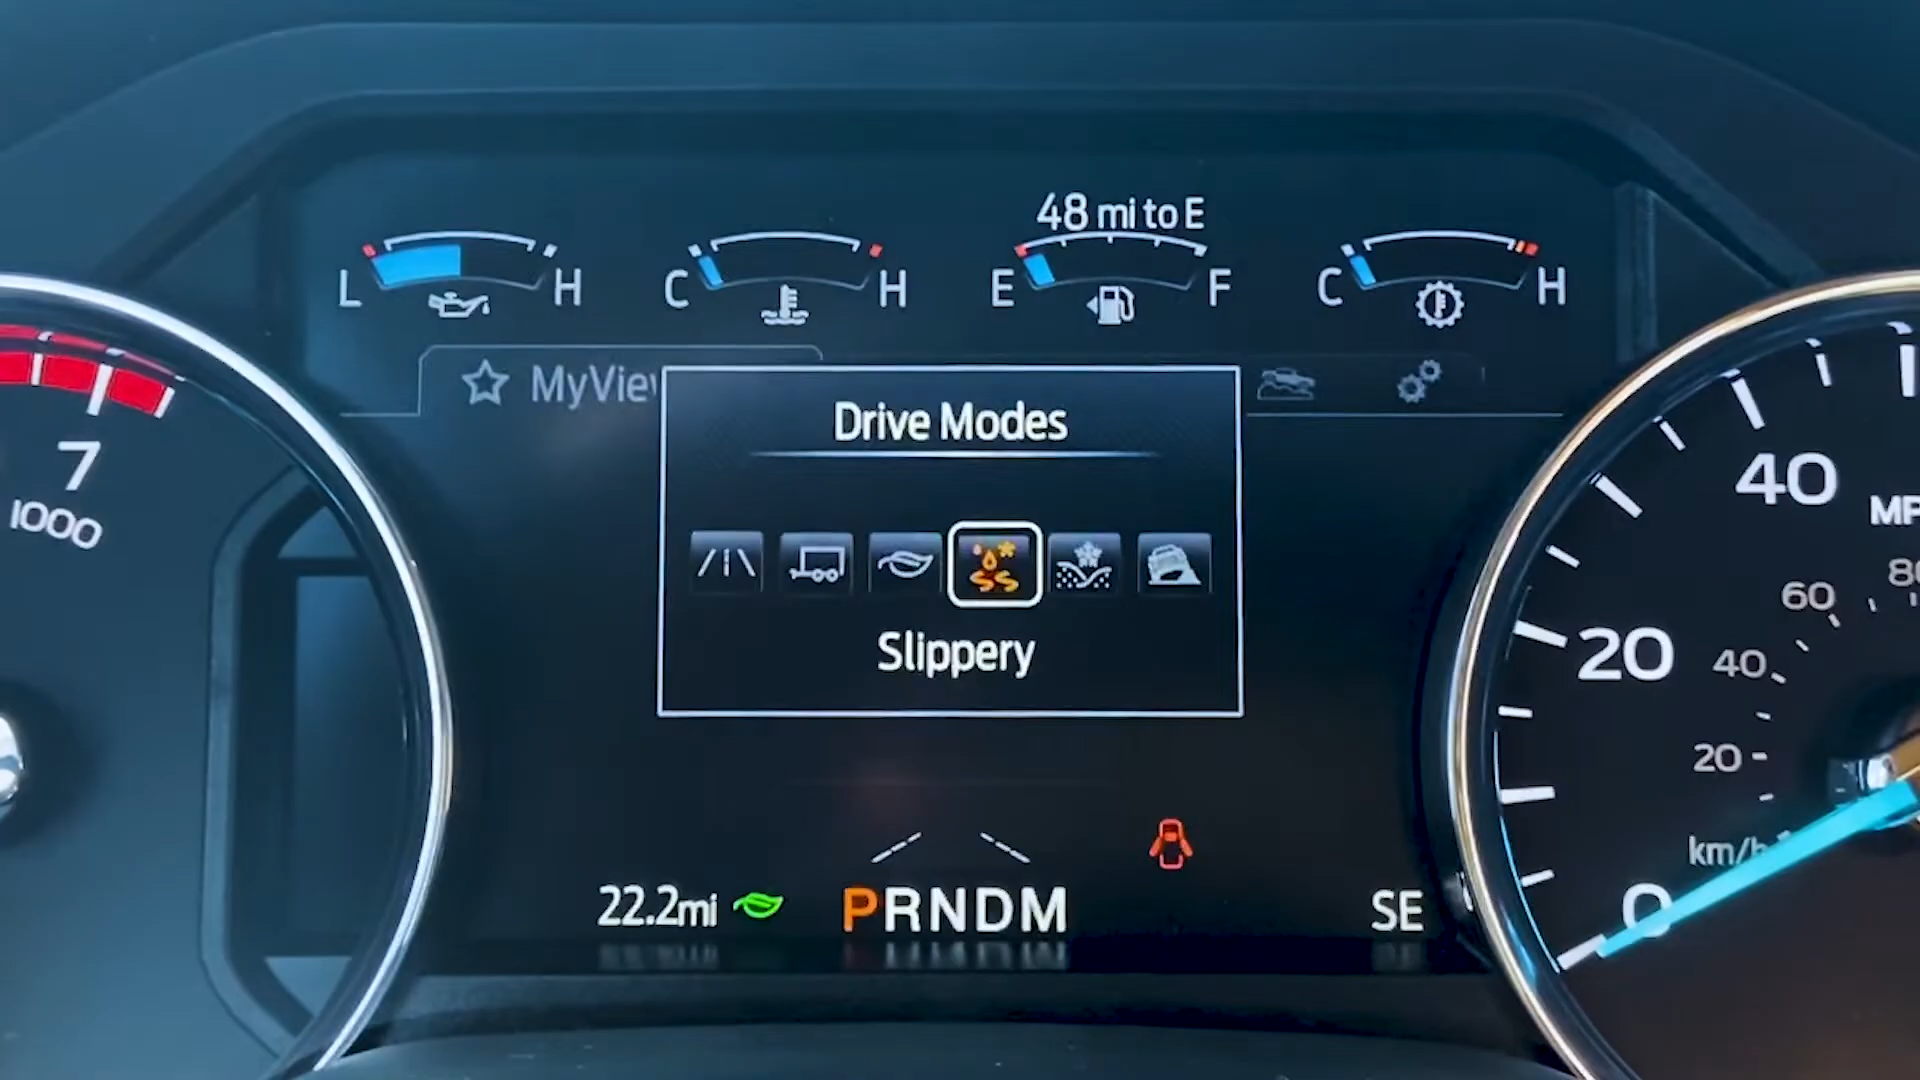 48 mi to E
L H
C H
E F
C H
MyView
Drive Modes
Slippery
7
1000
40
MP
80
60
20
40
20
km/h
0
22.2mi
PRNDM
SE